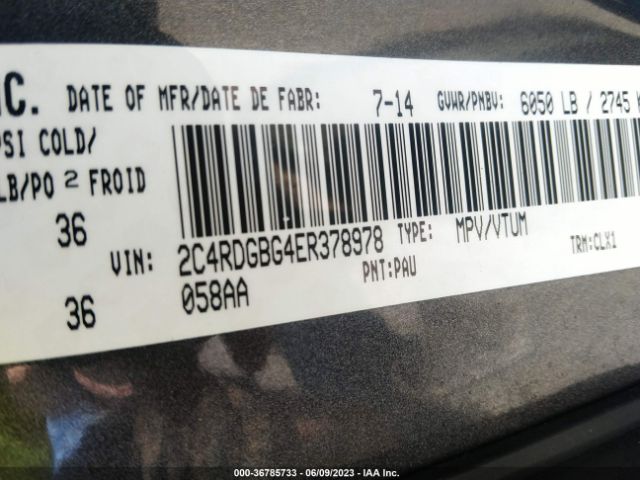 NC. DATE OF MFR/DATE DE FABR: 7-14 GVWR/PNBV: 6050 LB / 2745
PSI COLD/
LB/PO 2 FROID
36
VIN: 2C4RDGBG4ER378978 TYPE: MPV/VTUM TRM:CLX1
058AA PNT:PAU
36
000-36785733 - 06/09/2023 - IAA Inc.